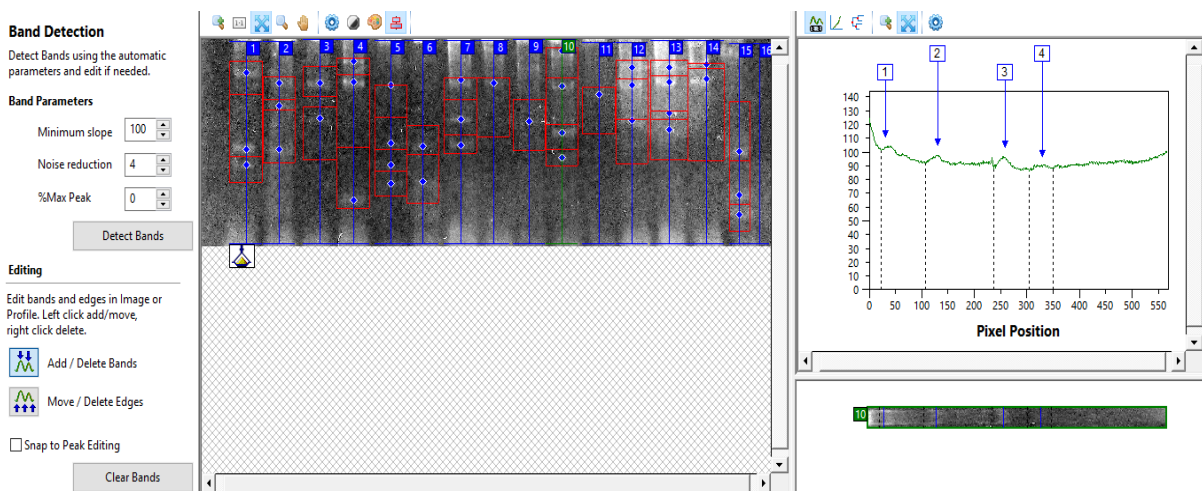 Band Detection
Detect Bands using the automatic
parameters and edit if needed.
Band Parameters
Minimum slope 100
Noise reduction 4
%Max Peak 0
Detect Bands
Editing
Edit bands and edges in Image or
Profile. Left click add/move,
right click delete.
Add / Delete Bands
Move / Delete Edges
Snap to Peak Editing
Clear Bands
1:1
1 2 3 4 5 6 7 8 9 10 11 12 13 14 15 16
1 2 3 4
140
130
120
110
100
90
80
70
60
50
40
30
20
10
0
0 50 100 150 200 250 300 350 400 450 500 550
Pixel Position
10